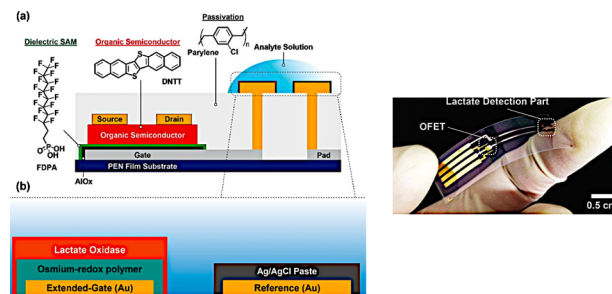 (a)
Passivation
Dielectric SAM
Organic Semiconductor
Parylene
Cl
n
Analyte Solution
S
S
DNTT
F F F
Source
Drain
Organic Semiconductor
O
P
OH
OH
FDPA
Gate
Pad
PEN Film Substrate
AlOx
(b)
Lactate Oxidase
Osmium-redox polymer
Extended-Gate (Au)
Ag/AgCl Paste
Reference (Au)
Lactate Detection Part
OFET
0.5 cm